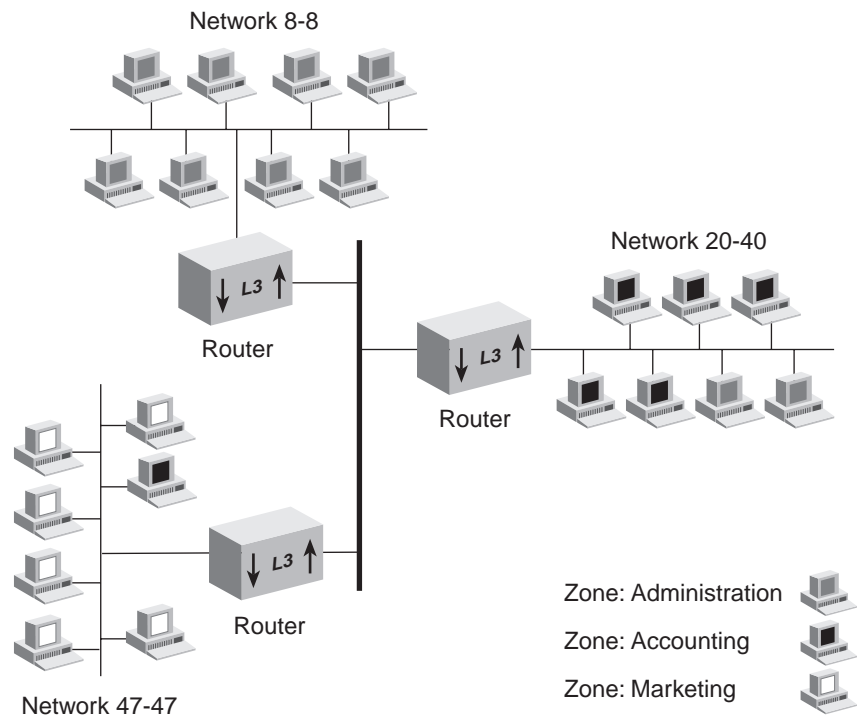 Network 8-8
L3
Router
Network 20-40
L3
Router
L3
Router
Network 47-47
Zone: Administration
Zone: Accounting
Zone: Marketing